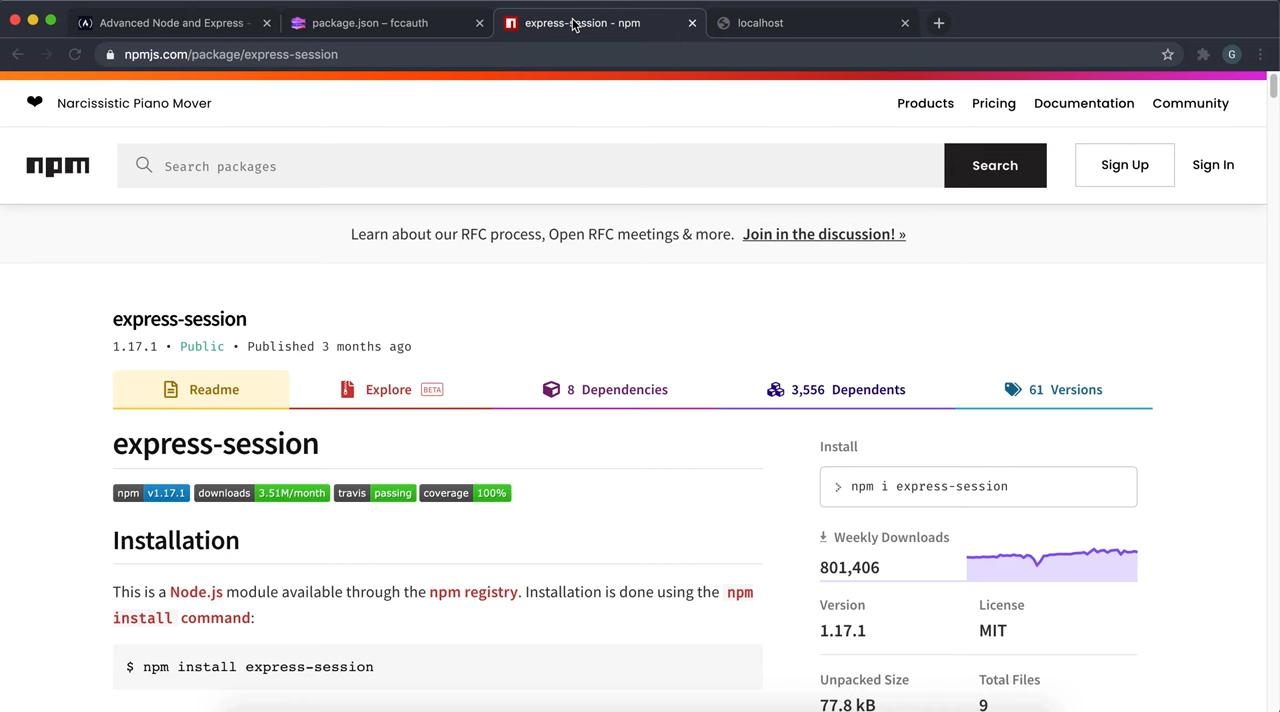 Advanced Node and Express -
package.json – fccauth
express-session - npm
localhost
npmjs.com/package/express-session
G
Narcissistic Piano Mover
Products
Pricing
Documentation
Community
npm
Search packages
Search
Sign Up
Sign In
Learn about our RFC process, Open RFC meetings & more. Join in the discussion! »
express-session
1.17.1 • Public • Published 3 months ago
Readme
Explore BETA
8 Dependencies
3,556 Dependents
61 Versions
express-session
npm v1.17.1 downloads 3.51M/month travis passing coverage 100%
Installation
This is a Node.js module available through the npm registry. Installation is done using the npm
install command:
$ npm install express-session
Install
> npm i express-session
Weekly Downloads
801,406
Version
License
1.17.1
MIT
Unpacked Size
Total Files
77.8 kB
9